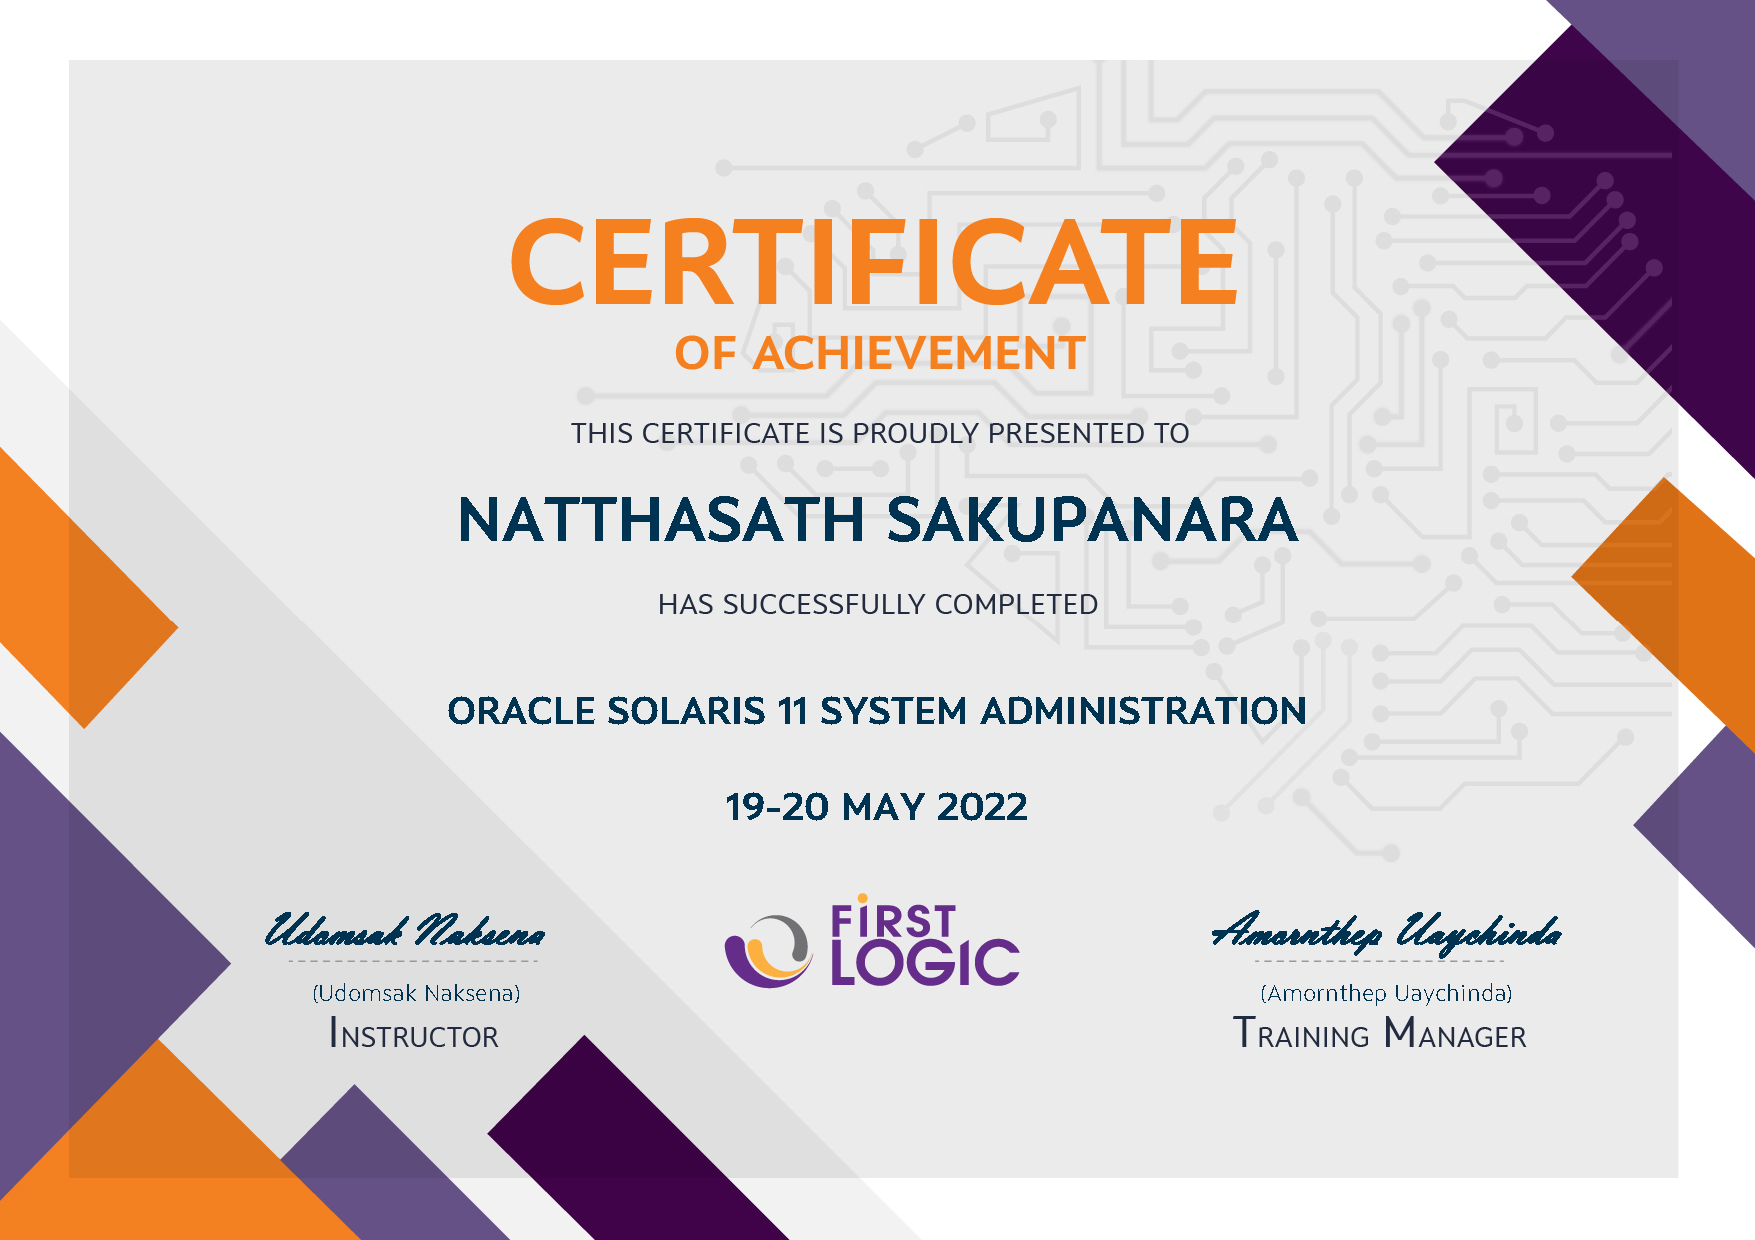 CERTIFICATE
OF ACHIEVEMENT
THIS CERTIFICATE IS PROUDLY PRESENTED TO
NATTHASATH SAKUPANARA
HAS SUCCESSFULLY COMPLETED
ORACLE SOLARIS 11 SYSTEM ADMINISTRATION
19-20 MAY 2022
Udomsak Naksena
(Udomsak Naksena)
INSTRUCTOR
FiRST
LOGIC
Amornthep Uaychinda
(Amornthep Uaychinda)
TRAINING MANAGER